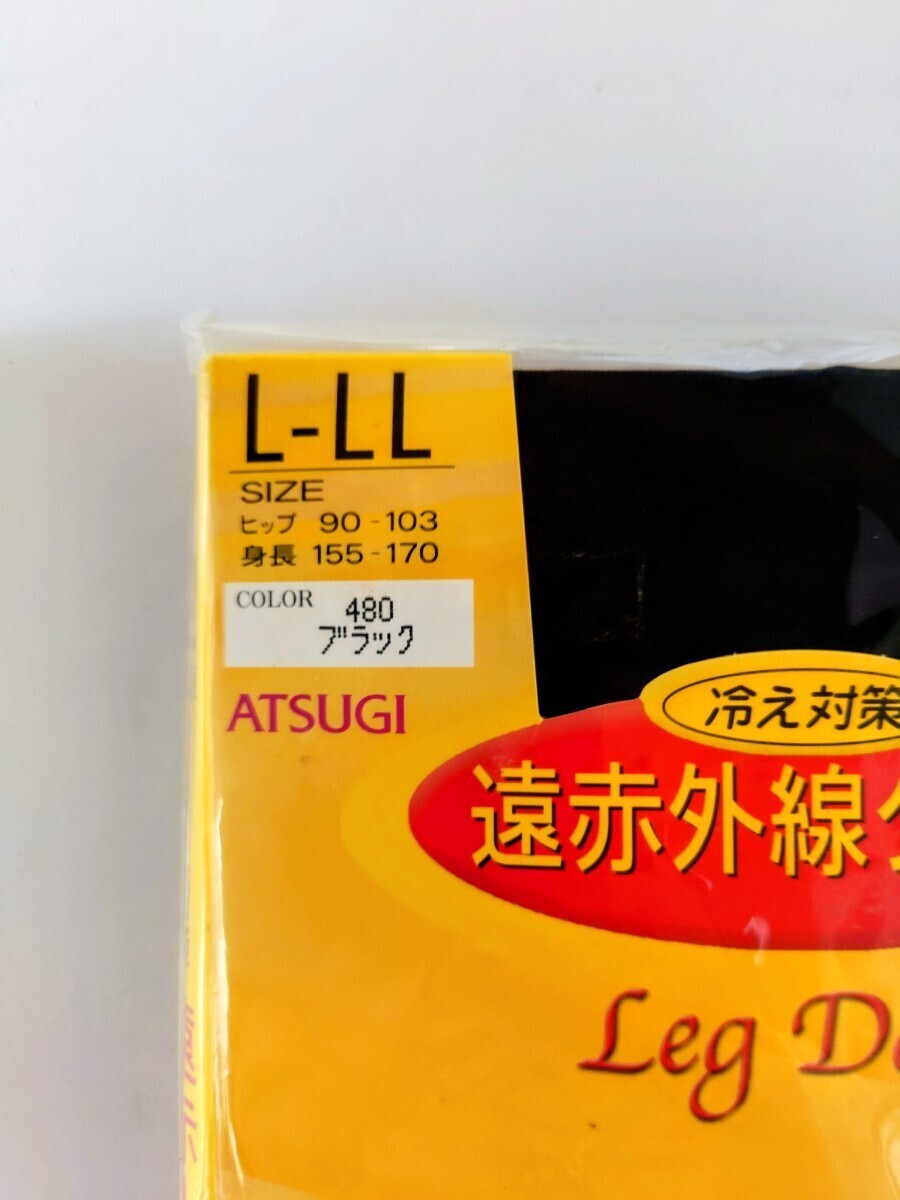 L-LL
SIZE
ヒップ 90-103
身長 155-170
COLOR 480
ブラック
ATSUGI
冷え対策
遠赤外線
Leg